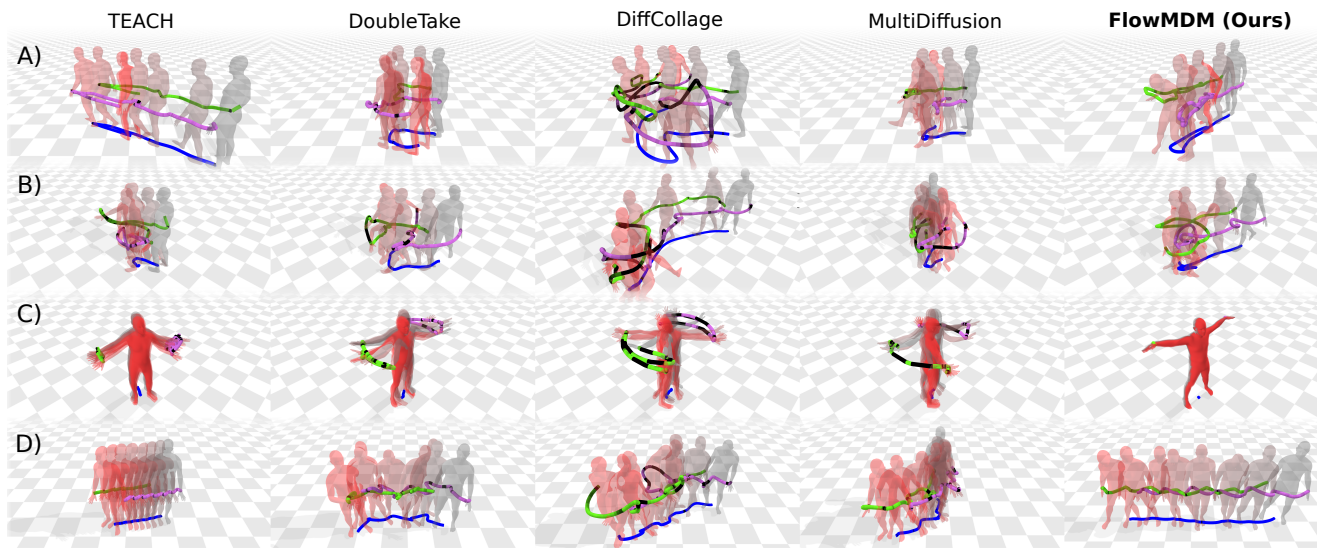 TEACH DoubleTake DiffCollage MultiDiffusion FlowMDM (Ours)
A)
B)
C)
D)